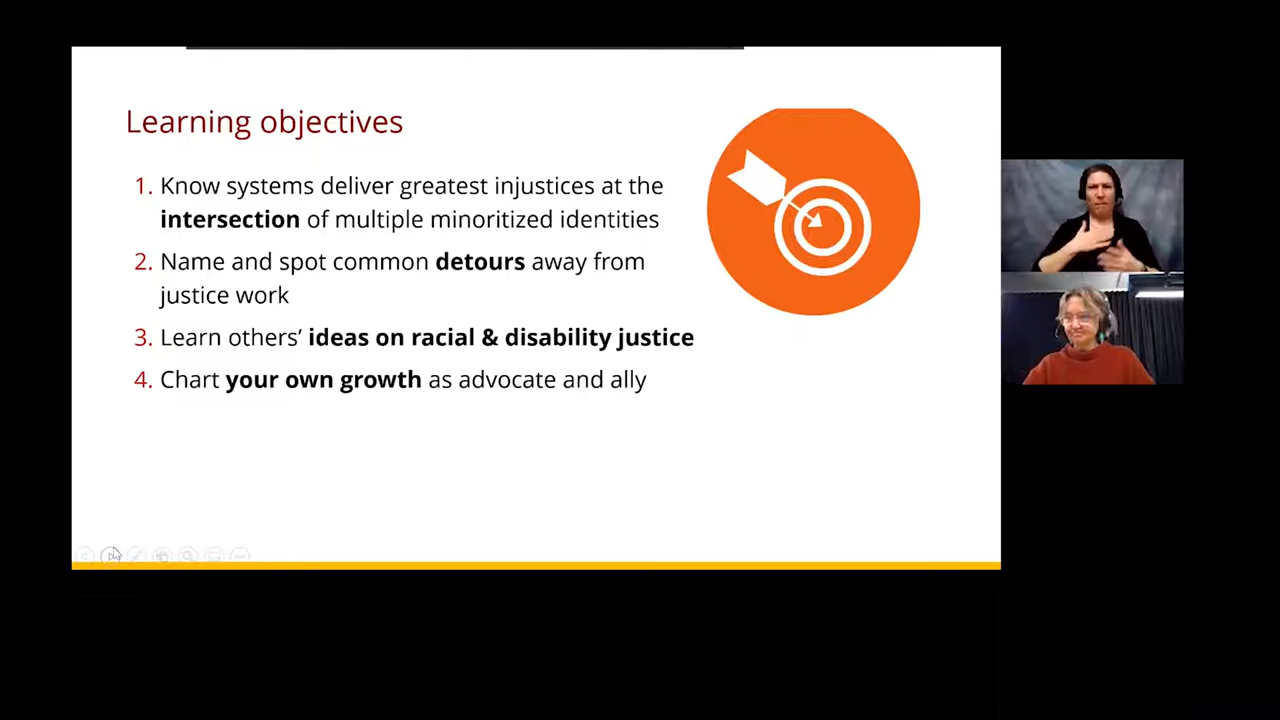 Learning objectives
1. Know systems deliver greatest injustices at the
intersection of multiple minoritized identities
2. Name and spot common detours away from
justice work
3. Learn others’ ideas on racial & disability justice
4. Chart your own growth as advocate and ally